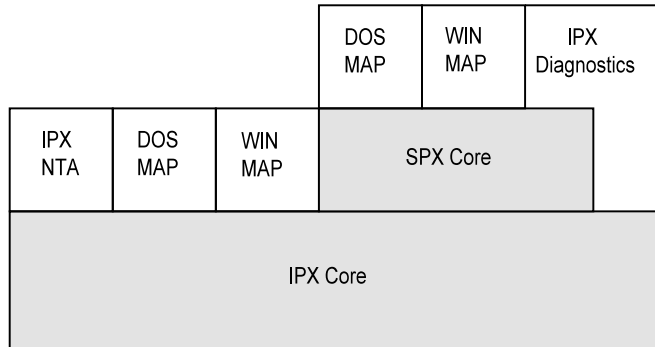 DOS
MAP
WIN
MAP
IPX
Diagnostics
IPX
NTA
DOS
MAP
WIN
MAP
SPX Core
IPX Core